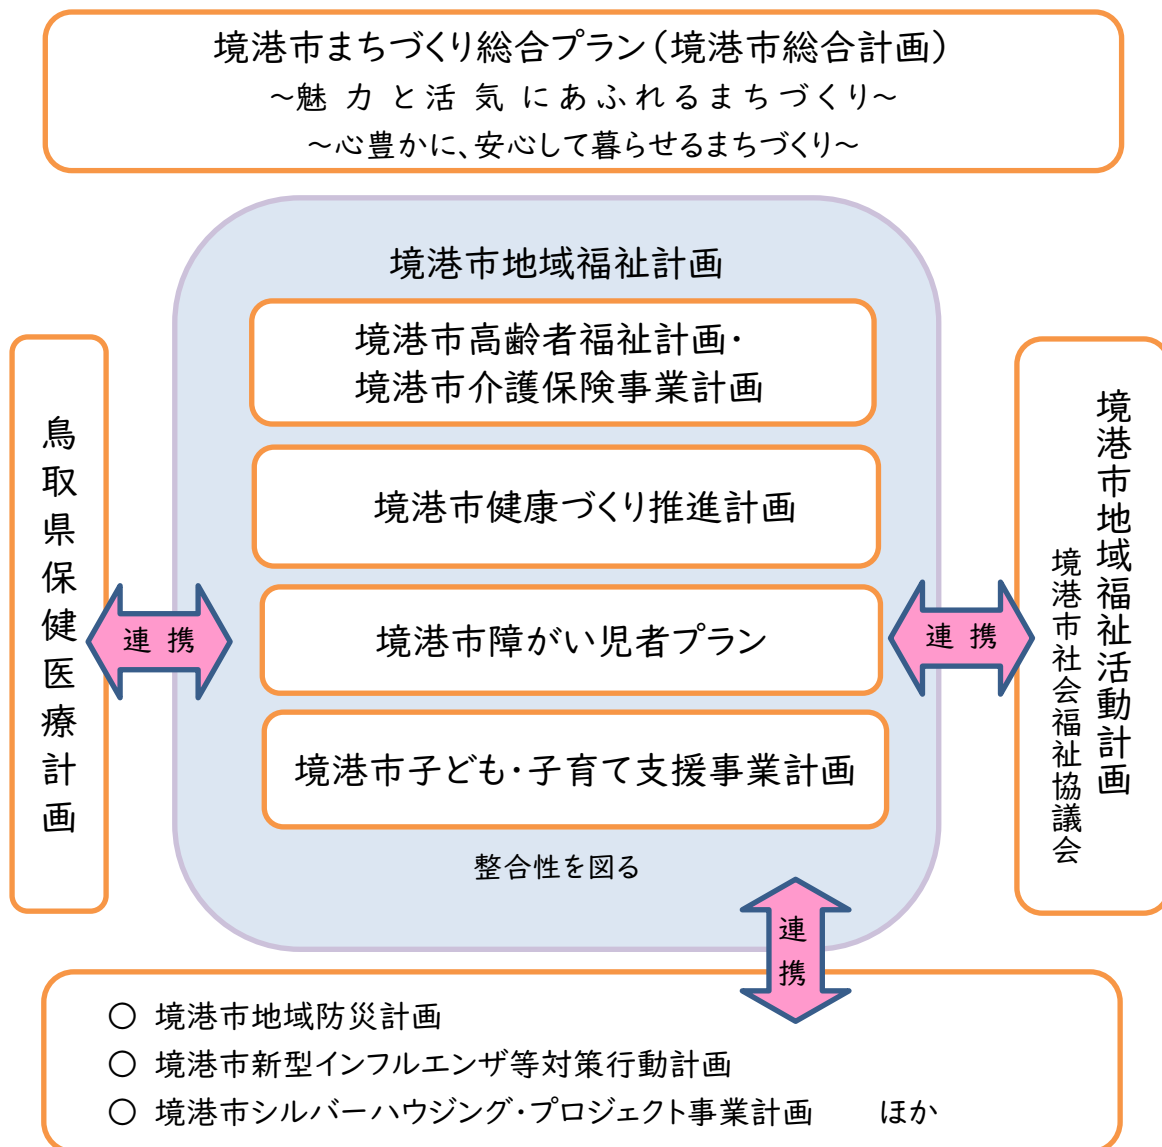 境港市まちづくり総合プラン(境港市総合計画)
~魅力と活気にあふれるまちづくり~
~心豊かに、安心して暮らせるまちづくり~
境港市地域福祉計画
境港市高齢者福祉計画・
境港市介護保険事業計画
境港市健康づくり推進計画
境港市障がい児者プラン
境港市子ども・子育て支援事業計画
整合性を図る
鳥取県保健医療計画
連携
連携
境港市地域福祉活動計画
境港市社会福祉協議会
連携
○ 境港市地域防災計画
○ 境港市新型インフルエンザ等対策行動計画
○ 境港市シルバーハウジング・プロジェクト事業計画 ほか